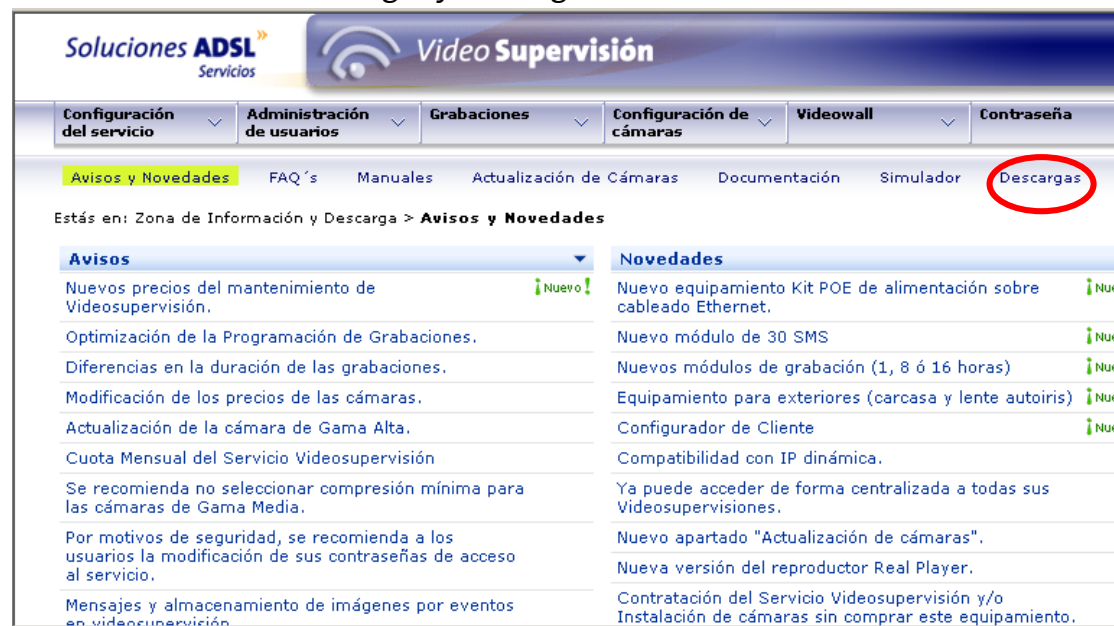 Soluciones ADSL»
Servicios
Video Supervisión
Configuración
del servicio
Administración
de usuarios
Grabaciones
Configuración de
cámaras
Videowall
Contraseña
Avisos y Novedades FAQ´s Manuales Actualización de Cámaras Documentación Simulador Descargas
Estás en: Zona de Información y Descarga > Avisos y Novedades
Avisos
Nuevos precios del mantenimiento de
Videosupervisión.
¡Nuevo!
Optimización de la Programación de Grabaciones.
Diferencias en la duración de las grabaciones.
Modificación de los precios de las cámaras.
Actualización de la cámara de Gama Alta.
Cuota Mensual del Servicio Videosupervisión
Se recomienda no seleccionar compresión mínima para
las cámaras de Gama Media.
Por motivos de seguridad, se recomienda a los
usuarios la modificación de sus contraseñas de acceso
al servicio.
Mensajes y almacenamiento de imágenes por eventos
en videosupervisión
Novedades
Nuevo equipamiento Kit POE de alimentación sobre
cableado Ethernet.
¡Nue
Nuevo módulo de 30 SMS ¡Nue
Nuevos módulos de grabación (1, 8 ó 16 horas) ¡Nue
Equipamiento para exteriores (carcasa y lente autoiris) ¡Nue
Configurador de Cliente ¡Nue
Compatibilidad con IP dinámica.
Ya puede acceder de forma centralizada a todas sus
Videosupervisiones.
Nuevo apartado "Actualización de cámaras".
Nueva versión del reproductor Real Player.
Contratación del Servicio Videosupervisión y/o
Instalación de cámaras sin comprar este equipamiento.